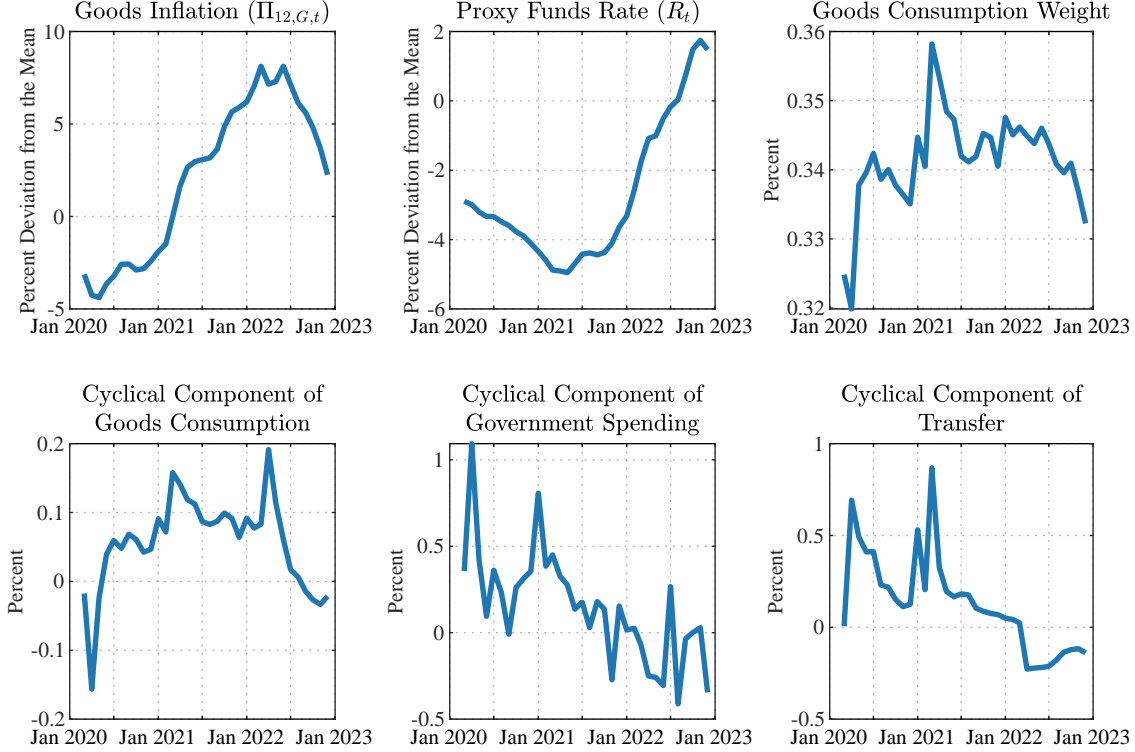 Goods Inflation (Π12,G,t)
Percent Deviation from the Mean
10
5
0
-5
Jan 2020 Jan 2021 Jan 2022 Jan 2023
Proxy Funds Rate (Rt)
Percent Deviation from the Mean
2
0
-2
-4
-6
Jan 2020 Jan 2021 Jan 2022 Jan 2023
Goods Consumption Weight
Percent
0.36
0.35
0.34
0.33
0.32
Jan 2020 Jan 2021 Jan 2022 Jan 2023
Cyclical Component of
Goods Consumption
Percent
0.2
0.1
0
-0.1
-0.2
Jan 2020 Jan 2021 Jan 2022 Jan 2023
Cyclical Component of
Government Spending
Percent
1
0.5
0
-0.5
Jan 2020 Jan 2021 Jan 2022 Jan 2023
Cyclical Component of
Transfer
Percent
1
0.5
0
-0.5
Jan 2020 Jan 2021 Jan 2022 Jan 2023